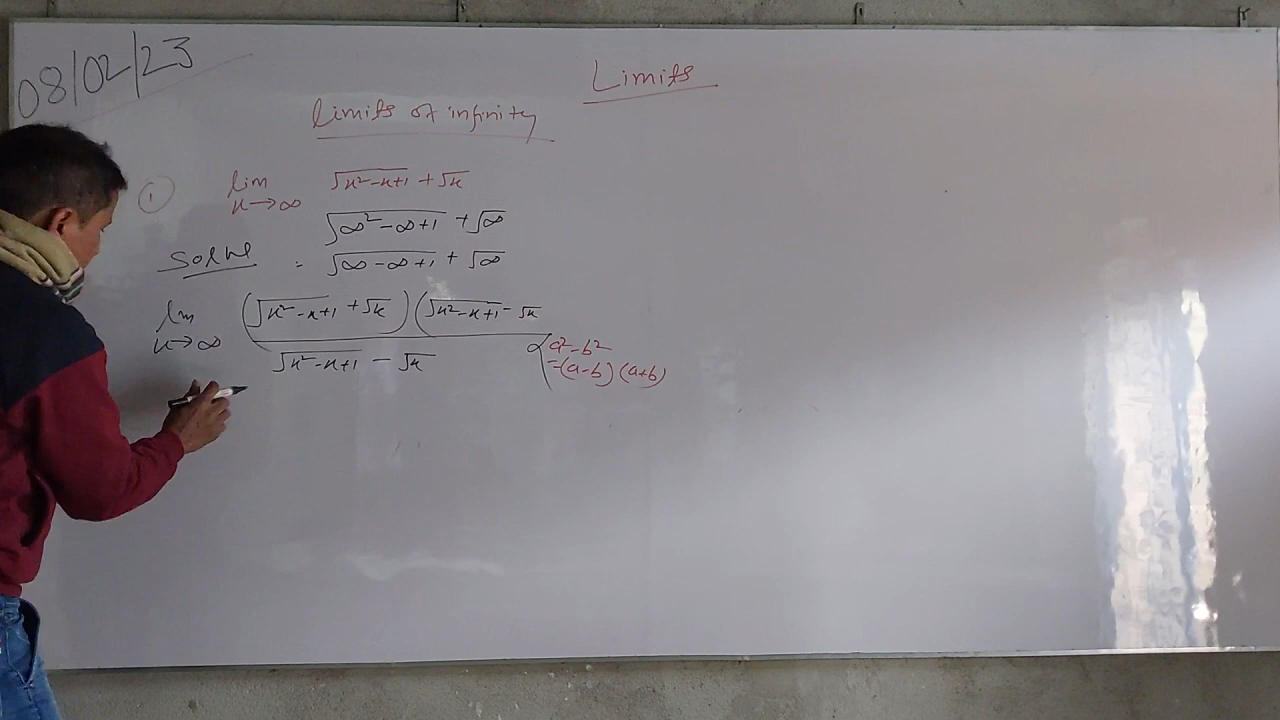 08/02/23
Limits
limits of infinity
① lim x→∞ √x²-x+1 + √x
√∞²-∞+1 + √∞
Solve = √∞-∞+1 + √∞
lim x→∞ (√x²-x+1 + √x)(√x²-x+1 - √x
√x²-x+1 - √x
a²-b²
=(a-b)(a+b)